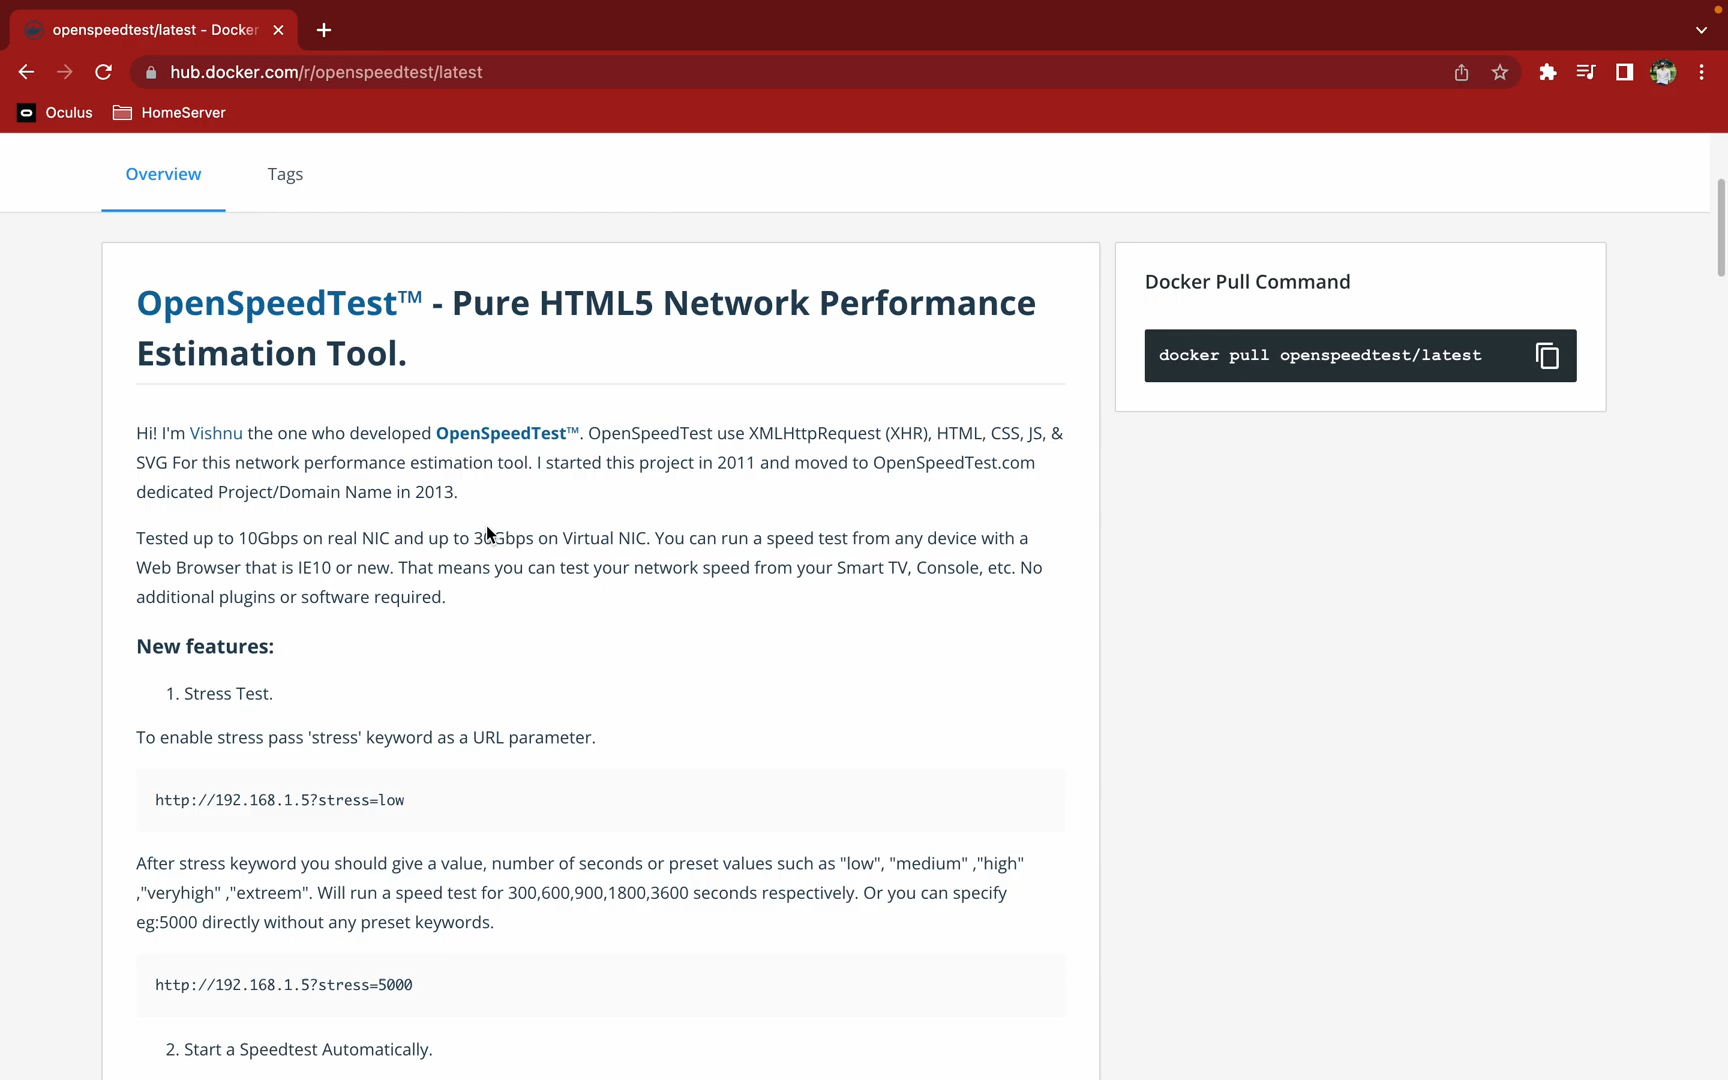 openspeedtest/latest - Docker
hub.docker.com/r/openspeedtest/latest
Oculus
HomeServer
Overview
Tags
OpenSpeedTest™ - Pure HTML5 Network Performance
Estimation Tool.
Docker Pull Command
docker pull openspeedtest/latest
Hi! I'm Vishnu the one who developed OpenSpeedTest™. OpenSpeedTest use XMLHttpRequest (XHR), HTML, CSS, JS, &
SVG For this network performance estimation tool. I started this project in 2011 and moved to OpenSpeedTest.com
dedicated Project/Domain Name in 2013.
Tested up to 10Gbps on real NIC and up to 30Gbps on Virtual NIC. You can run a speed test from any device with a
Web Browser that is IE10 or new. That means you can test your network speed from your Smart TV, Console, etc. No
additional plugins or software required.
New features:
1. Stress Test.
To enable stress pass 'stress' keyword as a URL parameter.
http://192.168.1.5?stress=low
After stress keyword you should give a value, number of seconds or preset values such as "low", "medium" ,"high"
,"veryhigh" ,"extreem". Will run a speed test for 300,600,900,1800,3600 seconds respectively. Or you can specify
eg:5000 directly without any preset keywords.
http://192.168.1.5?stress=5000
2. Start a Speedtest Automatically.